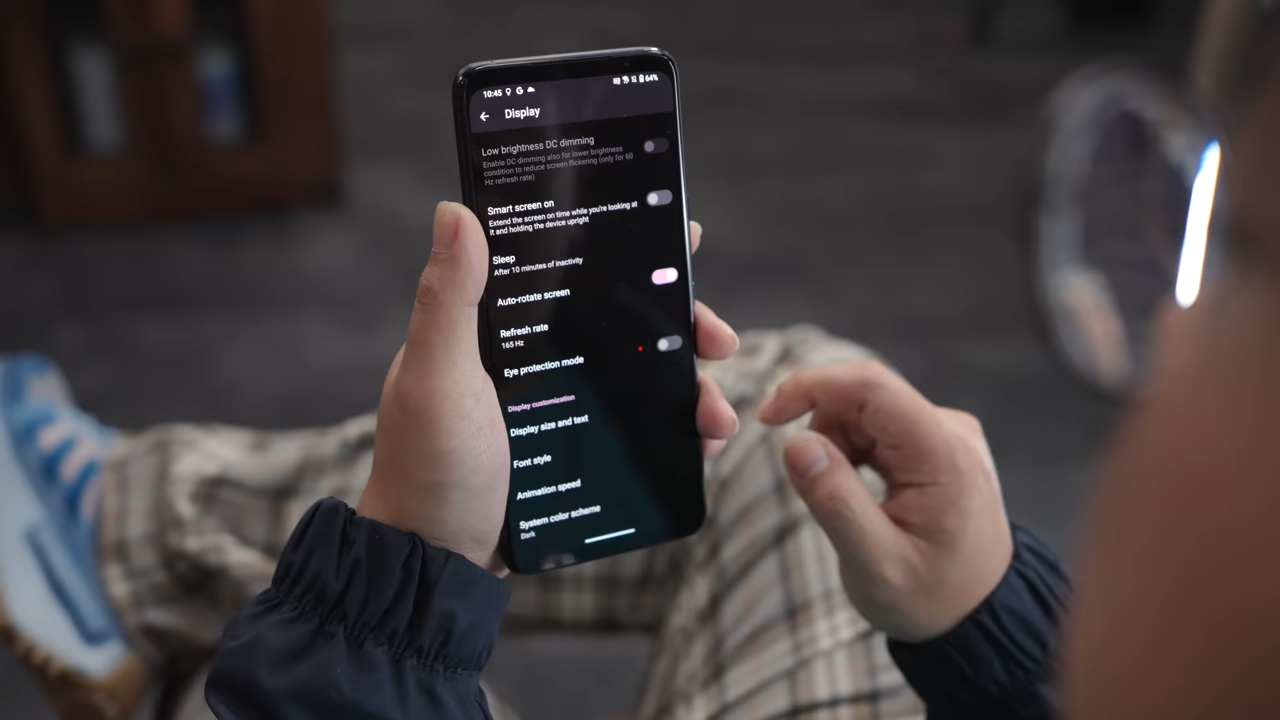 10:45
64%
Display
Low brightness DC dimming
Enable DC dimming also for lower brightness
condition to reduce screen flickering (only for 60
Hz refresh rate)
Smart screen on
Extend the screen on time while you're looking at
it and holding the device upright
Sleep
After 10 minutes of inactivity
Auto-rotate screen
Refresh rate
165 Hz
Eye protection mode
Display customization
Display size and text
Font style
Animation speed
System color scheme
Dark